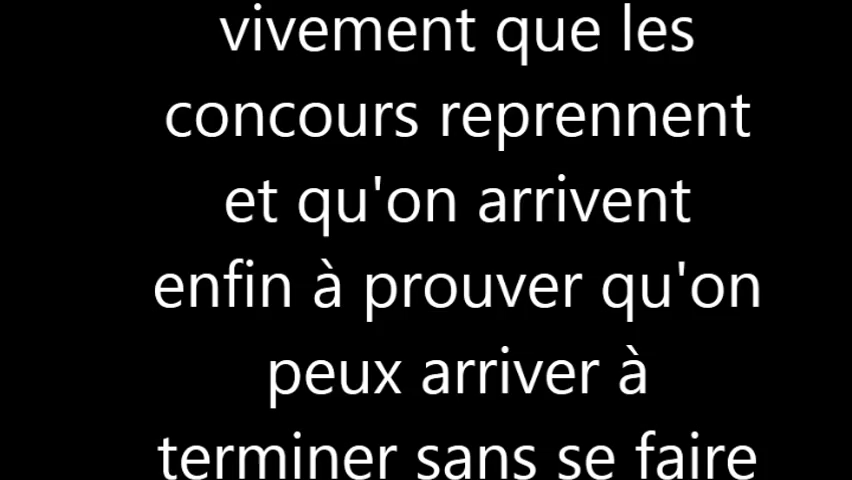 vivement que les
concours reprennent
et qu'on arrivent
enfin à prouver qu'on
peux arriver à
terminer sans se faire